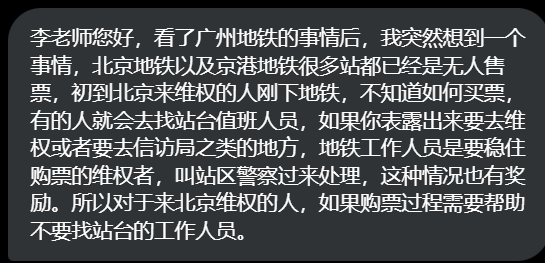 李老师您好，看了广州地铁的事情后，我突然想到一个
事情，北京地铁以及京港地铁很多站都已经是无人售
票，初到北京来维权的人刚下地铁，不知道如何买票，
有的人就会去找站台值班人员，如果你表露出来要去维
权或者要去信访局之类的地方，地铁工作人员是要稳住
购票的维权者，叫站区警察过来处理，这种情况也有奖
励。所以对于来北京维权的人，如果购票过程需要帮助
不要找站台的工作人员。